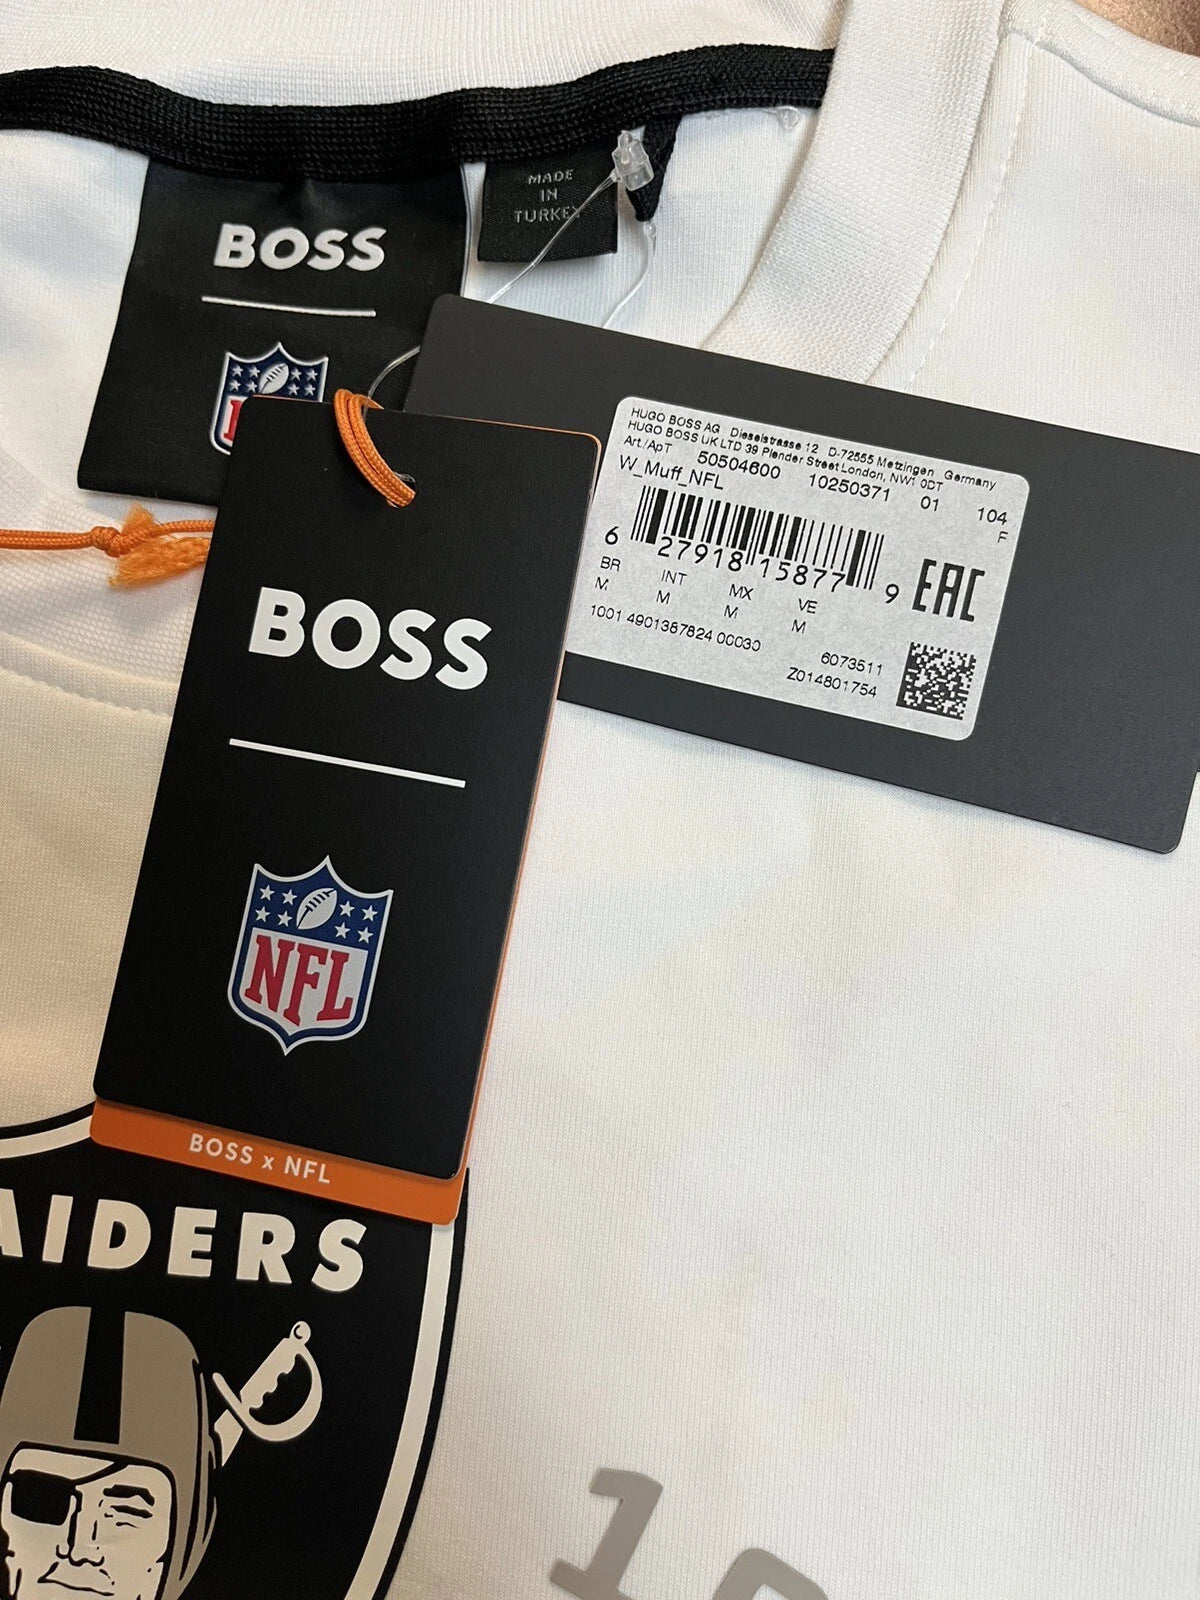 BOSS
MADE
IN
TURKEY
HUGO BOSS AG Dieselstrasse 12 D-72555 Metzingen Germany
HUGO BOSS UK LTD 39 Plender Street London, NW1 0DT
Art./ApT 50504600 10250371 01 104
W_Muff_NFL F
6 27918 15877 9
EAC
BR INT MX VE
M M M M
1001 4901387824 00030
6073511
Z014801754
BOSS
NFL
BOSS x NFL
AIDERS